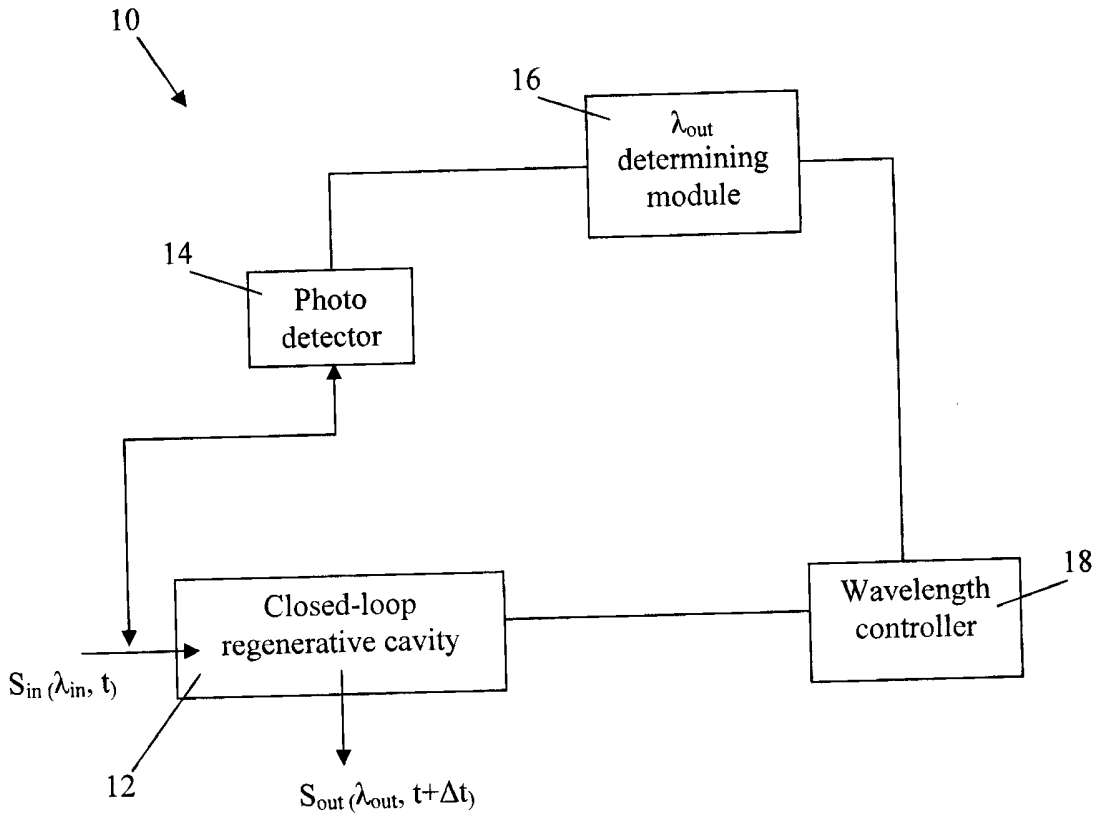 10
16
λout
determining
module
14
Photo
detector
18
Wavelength
controller
Closed-loop
regenerative cavity
Sin (λin, t)
12
Sout (λout, t+Δt)